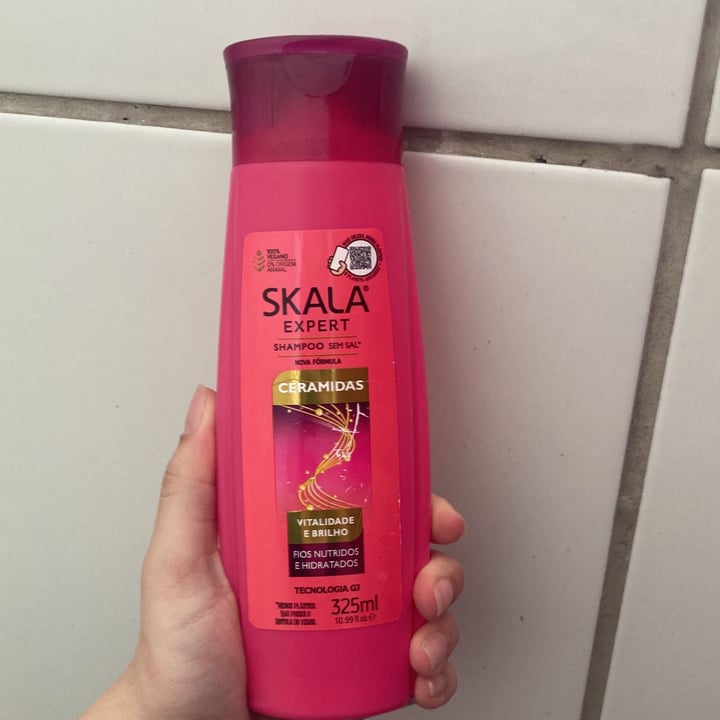 100%
VEGANO
0% ORIGEM
ANIMAL
SKALA®
EXPERT
SHAMPOO SEM SAL*
NOVA FÓRMULA
CERAMIDAS
VITALIDADE
E BRILHO
FIOS NUTRIDOS
E HIDRATADOS
TECNOLOGIA G3
325ml
10.99 fl oz ℮